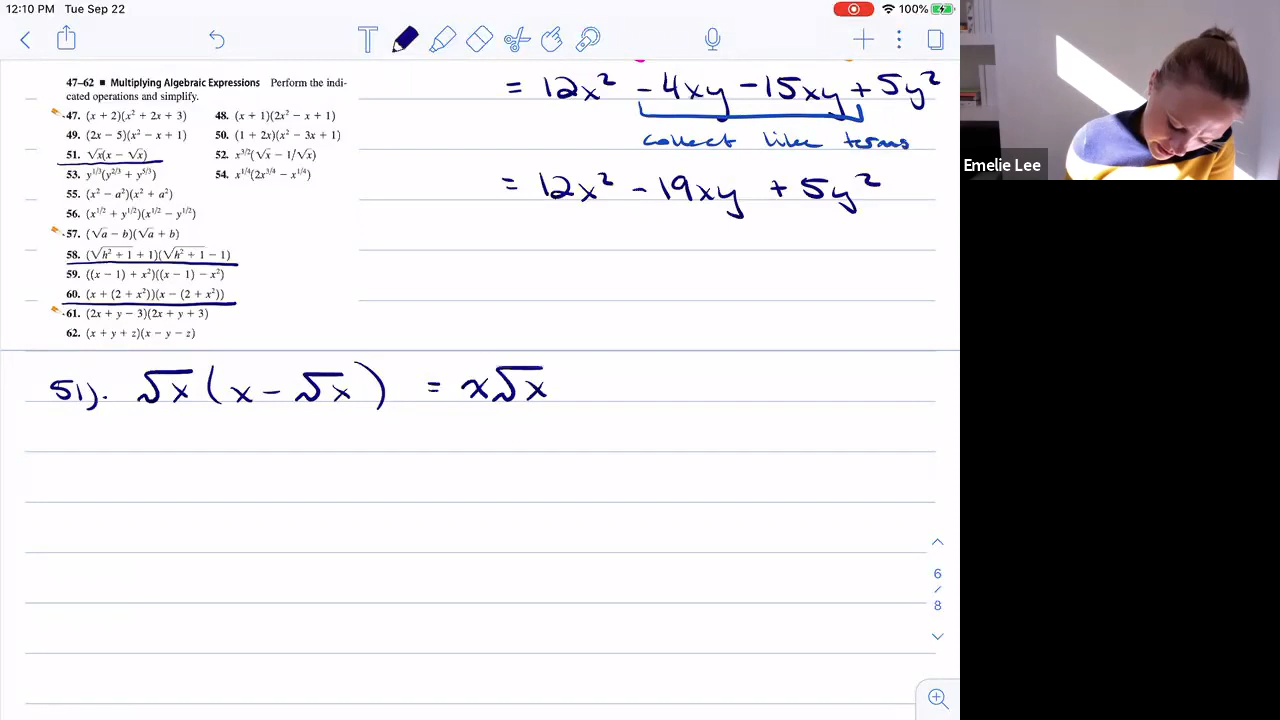 12:10 PM Tue Sep 22
100%
T
47–62 ■ Multiplying Algebraic Expressions Perform the indi-
cated operations and simplify.
47. (x + 2)(x² + 2x + 3) 48. (x + 1)(2x² − x + 1)
49. (2x − 5)(x² − x + 1) 50. (1 + 2x)(x² − 3x + 1)
51. √x(x − √x) 52. x^{3/2}(√x − 1/√x)
53. y^{1/3}(y^{2/3} + y^{5/3}) 54. x^{1/4}(2x^{3/4} − x^{1/4})
55. (x² − a²)(x² + a²)
56. (x^{1/2} + y^{1/2})(x^{1/2} − y^{1/2})
57. (√a − b)(√a + b)
58. (√(h² + 1) + 1)(√(h² + 1) − 1)
59. ((x − 1) + x²)((x − 1) − x²)
60. (x + (2 + x²))(x − (2 + x²))
61. (2x + y − 3)(2x + y + 3)
62. (x + y + z)(x − y − z)
= 12x² − 4xy − 15xy + 5y²
collect like terms
= 12x² − 19xy + 5y²
51). √x (x − √x) = x√x
6
/
8
Emelie Lee